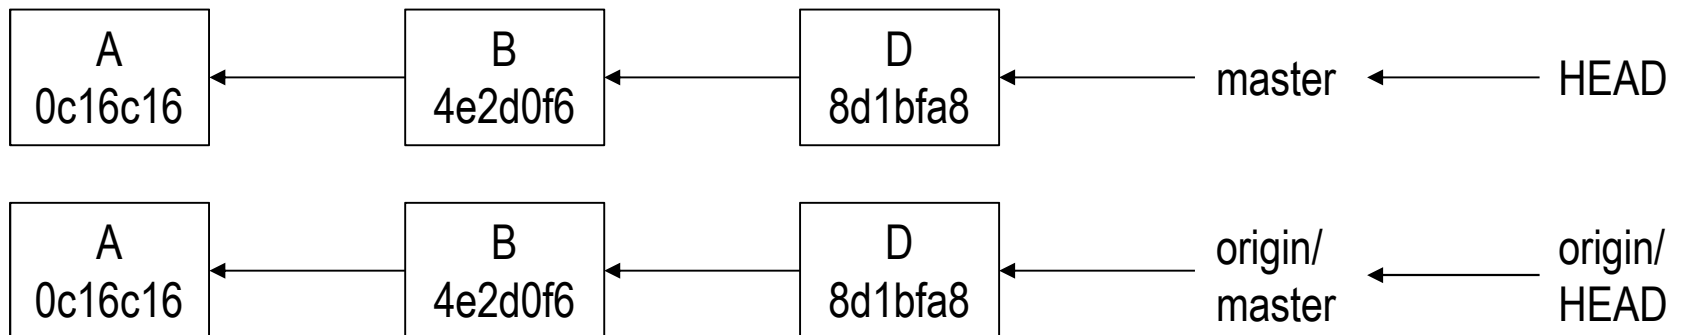 A
0c16c16
B
4e2d0f6
D
8d1bfa8
master
HEAD
A
0c16c16
B
4e2d0f6
D
8d1bfa8
origin/
master
origin/
HEAD